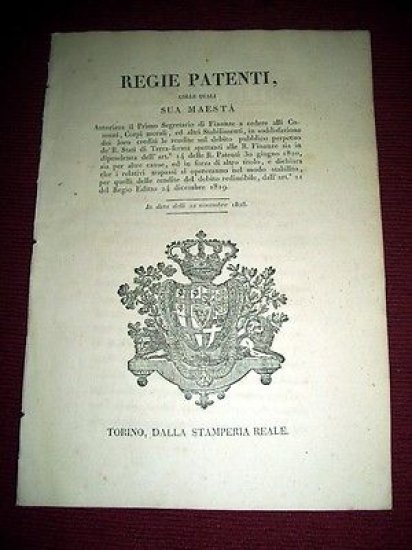 REGIE PATENTI,
COLLE QUALI
SUA MAESTÀ
Autorizza il Primo Segretario di Finanze a cedere alli Co-
muni, Corpi morali, ed altri Stabilimenti, in soddisfazione
dei loro crediti le rendite sul debito pubblico perpetuo
de' R. Stati di Terra-ferma spettanti alle R. Finanze sia in
dipendenza dell'art.° 14 delle R. Patenti 30 giugno 1820,
sia per altre cause, ed in forza di altro titolo, e dichiara
che i relativi trapassi si opereranno nel modo stabilito,
per quelli delle rendite del debito redimibile, dall'art.°
del Regio Editto 24 dicembre 1819.
In data delli novembre
TORINO, DALLA STAMPERIA REALE.